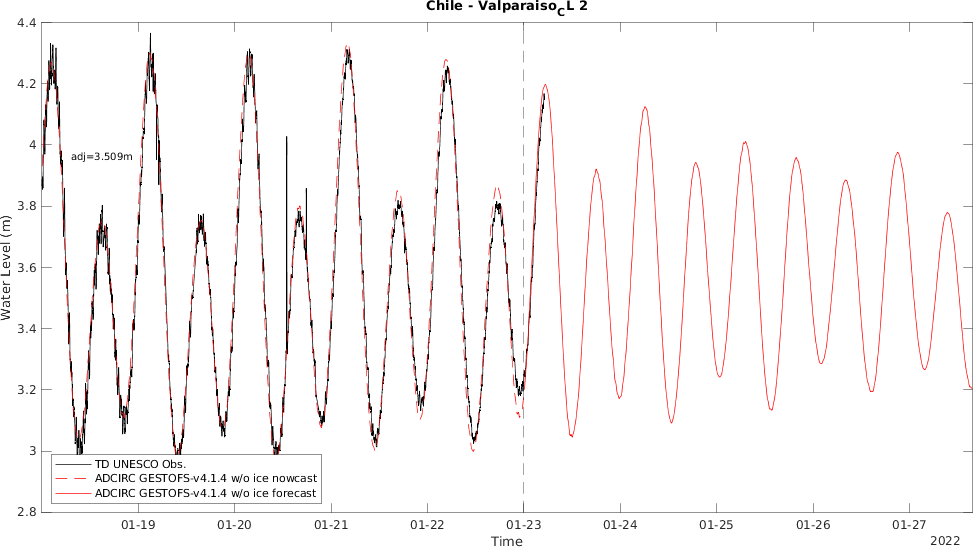 Chile - Valparaiso_CL 2
4.4
4.2
4
3.8
3.6
3.4
3.2
3
2.8
Water Level (m)
adj=3.509m
TD UNESCO Obs.
ADCIRC GESTOFS-v4.1.4 w/o ice nowcast
ADCIRC GESTOFS-v4.1.4 w/o ice forecast
01-19 01-20 01-21 01-22 01-23 01-24 01-25 01-26 01-27
Time
2022